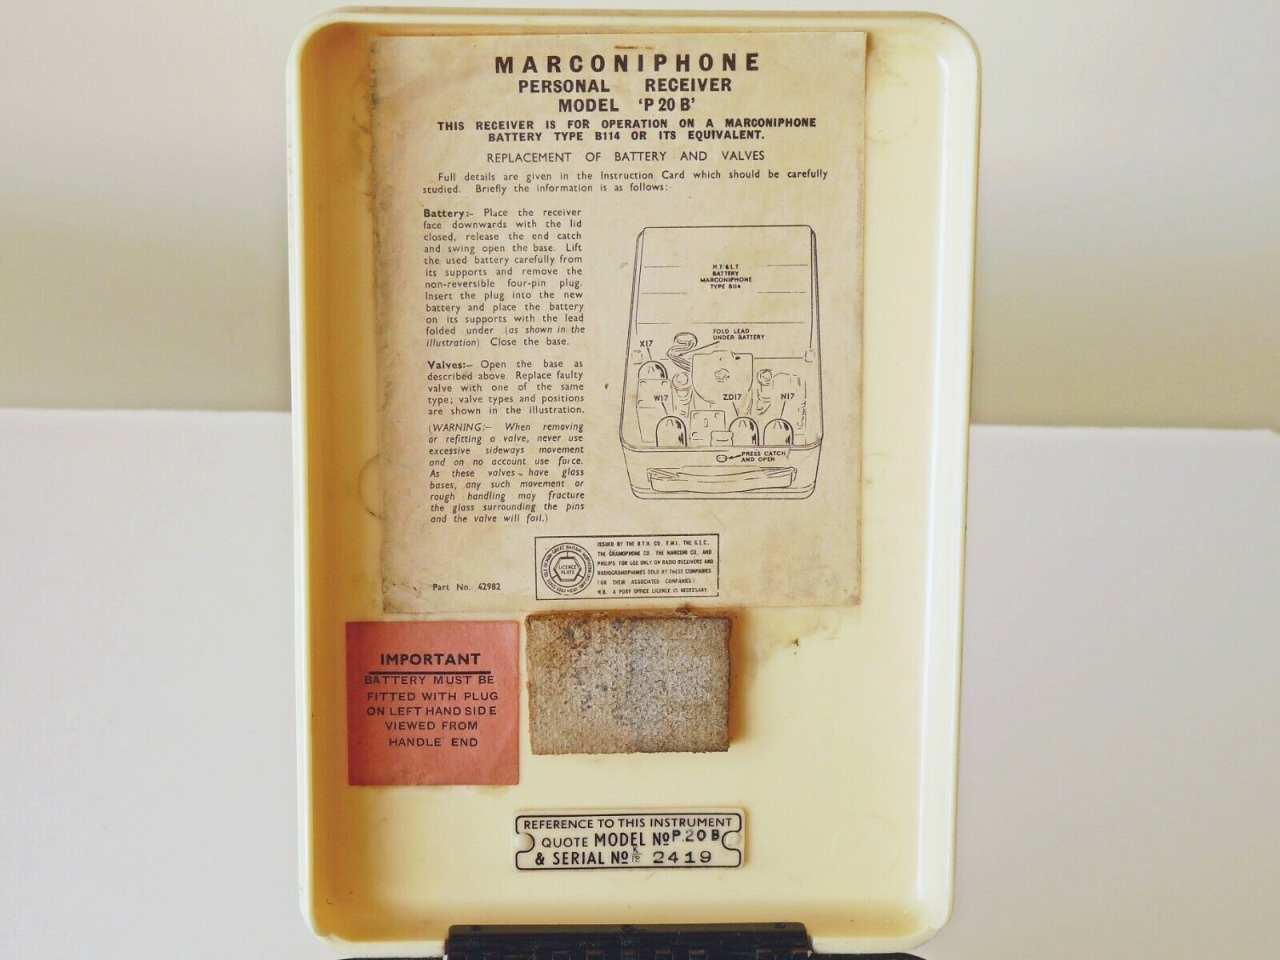 MARCONIPHONE
PERSONAL RECEIVER
MODEL 'P 20 B'
THIS RECEIVER IS FOR OPERATION ON A MARCONIPHONE
BATTERY TYPE B114 OR ITS EQUIVALENT.
REPLACEMENT OF BATTERY AND VALVES
Full details are given in the Instruction Card which should be carefully
studied. Briefly the information is as follows:-
Battery:- Place the receiver
face downwards with the lid
closed, release the end catch
and swing open the base. Lift
the used battery carefully from
its supports and remove the
non-reversible four-pin plug.
Insert the plug into the new
battery and place the battery
on its supports with the lead
folded under (as shown in the
illustration) Close the base.
Valves:- Open the base as
described above. Replace faulty
valve with one of the same
type; valve types and positions
are shown in the illustration.
(WARNING:- When removing
or refitting a valve, never use
excessive sideways movement
and on no account use force.
As these valves have glass
bases, any such movement or
rough handling may fracture
the glass surrounding the pins
and the valve will fail.)
H.T. & L.T.
BATTERY
MARCONIPHONE
TYPE B114
FOLD LEAD
UNDER BATTERY
X17
W17
ZD17
N17
PRESS CATCH
AND OPEN
Part No. 42982
LICENCE
PLATE
ISSUED BY THE B.T.H. CO., E.M.I., THE G.E.C.,
THE GRAMOPHONE CO. THE MARCONI CO., AND
PHILIPS. FOR USE ONLY ON RADIO RECEIVERS AND
RADIOGRAMOPHONES SOLD BY THESE COMPANIES
(OR THEIR ASSOCIATED COMPANIES)
N.B. A POST OFFICE LICENCE IS NECESSARY.
IMPORTANT
BATTERY MUST BE
FITTED WITH PLUG
ON LEFT HAND SIDE
VIEWED FROM
HANDLE END
REFERENCE TO THIS INSTRUMENT
QUOTE MODEL No P.20 B
& SERIAL No 2419